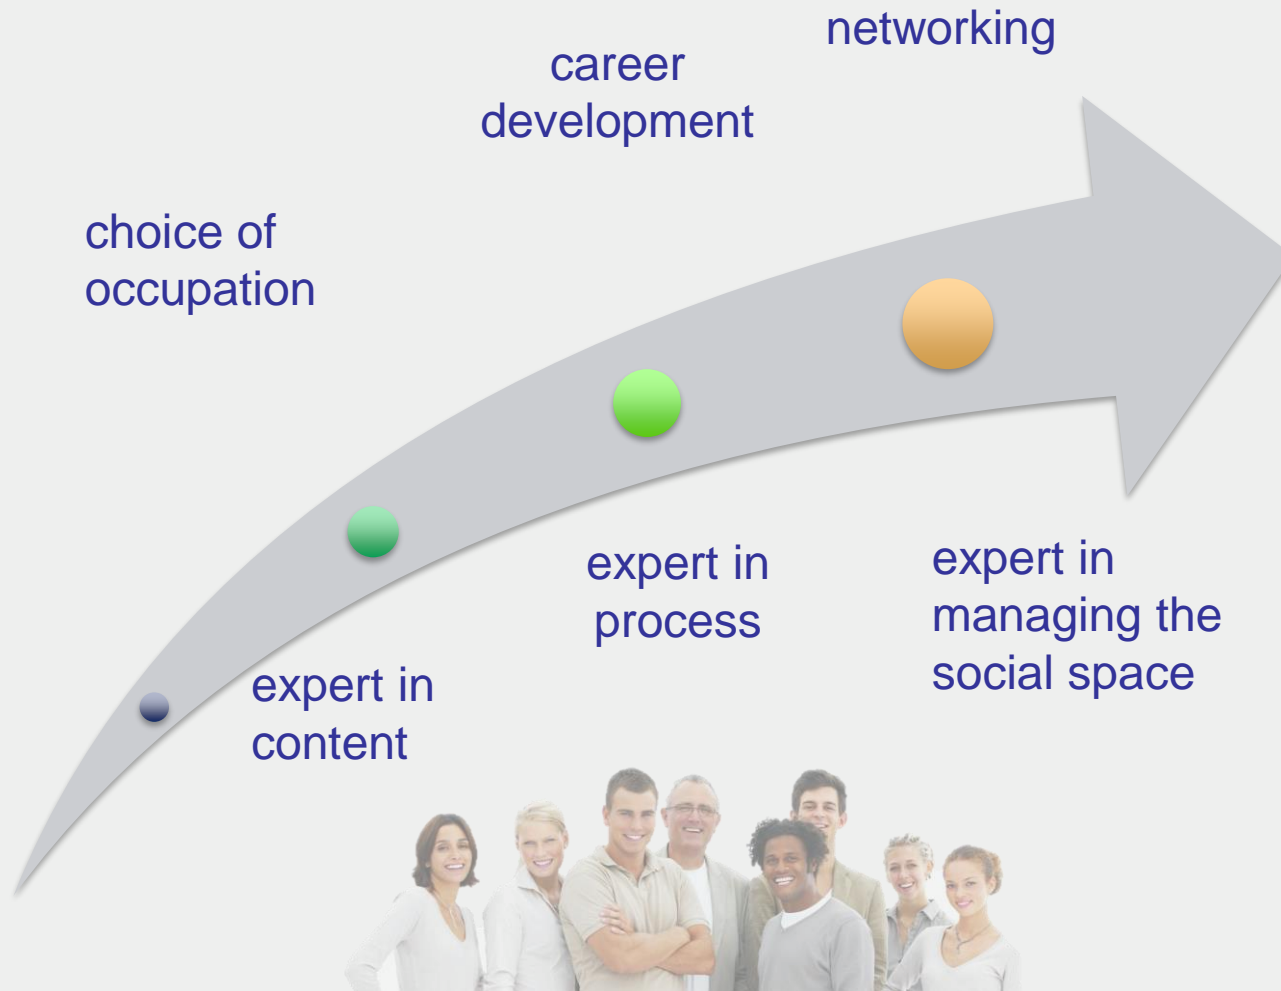 networking
career
development
choice of
occupation
expert in
process
expert in
managing the
social space
expert in
content